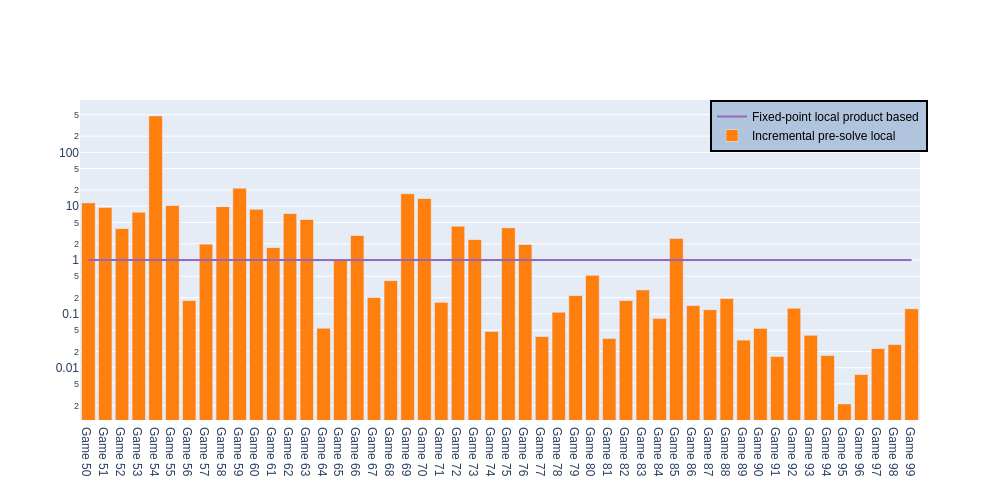 Fixed-point local product based
Incremental pre-solve local
5
2
100
5
2
10
5
2
1
5
2
0.1
5
2
0.01
5
2
Game 50
Game 51
Game 52
Game 53
Game 54
Game 55
Game 56
Game 57
Game 58
Game 59
Game 60
Game 61
Game 62
Game 63
Game 64
Game 65
Game 66
Game 67
Game 68
Game 69
Game 70
Game 71
Game 72
Game 73
Game 74
Game 75
Game 76
Game 77
Game 78
Game 79
Game 80
Game 81
Game 82
Game 83
Game 84
Game 85
Game 86
Game 87
Game 88
Game 89
Game 90
Game 91
Game 92
Game 93
Game 94
Game 95
Game 96
Game 97
Game 98
Game 99